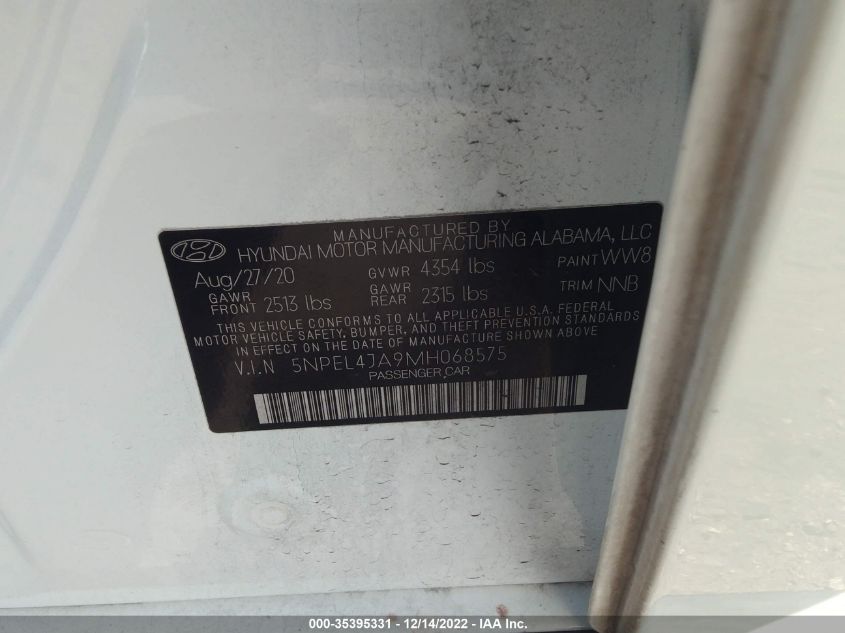 MANUFACTURED BY
HYUNDAI MOTOR MANUFACTURING ALABAMA, LLC
Aug/27/20 GVWR 4354 lbs PAINT WW8
GAWR FRONT 2513 lbs GAWR REAR 2315 lbs TRIM NNB
THIS VEHICLE CONFORMS TO ALL APPLICABLE U.S.A. FEDERAL
MOTOR VEHICLE SAFETY, BUMPER, AND THEFT PREVENTION STANDARDS
IN EFFECT ON THE DATE OF MANUFACTURE SHOWN ABOVE
V.I.N 5NPEL4JA9MH068575
PASSENGER CAR
000-35395331 - 12/14/2022 - IAA Inc.